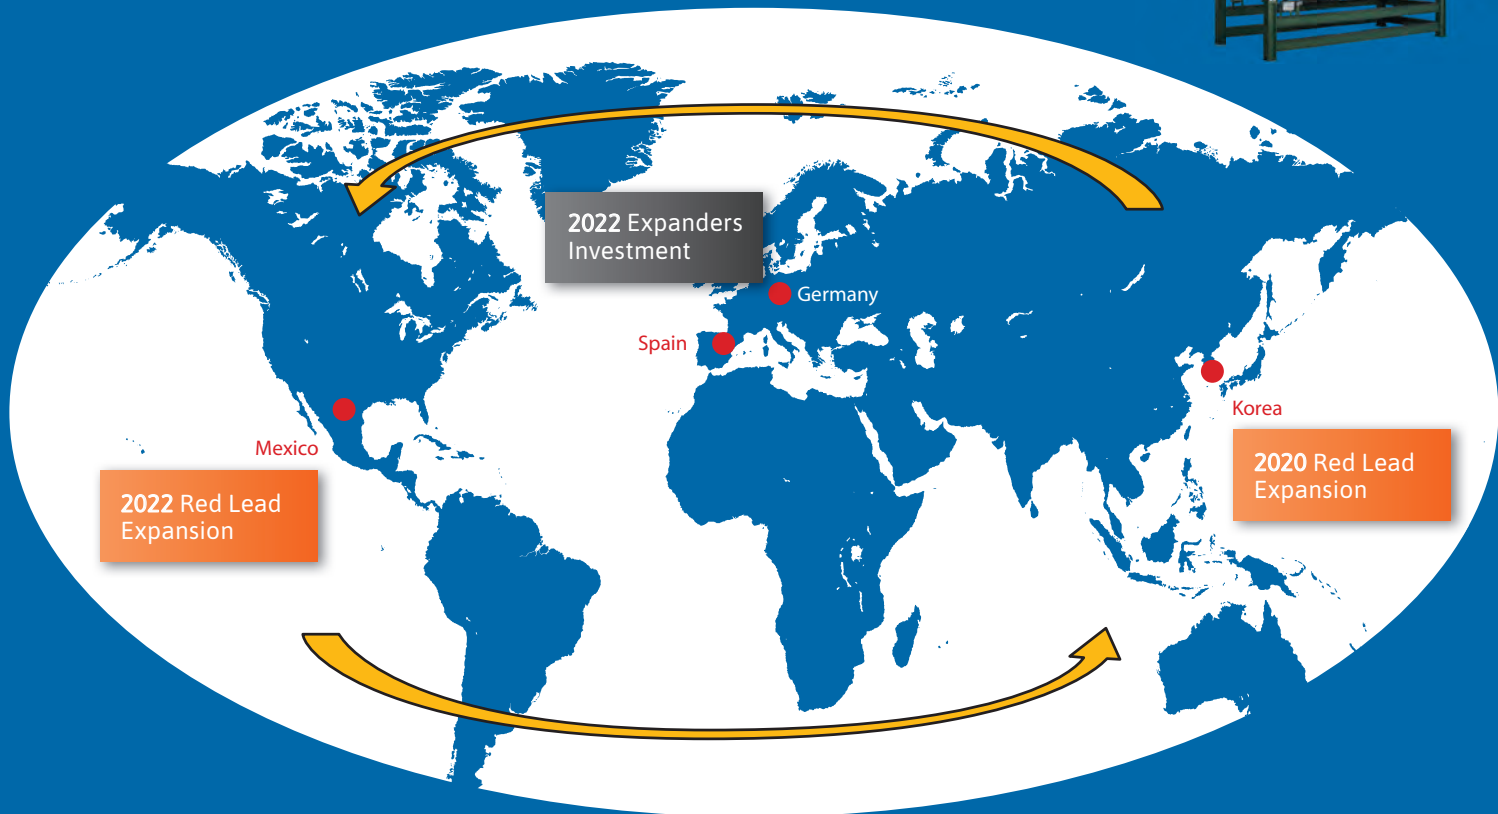 2022 Expanders
Investment
Germany
Spain
Korea
Mexico
2020 Red Lead
Expansion
2022 Red Lead
Expansion